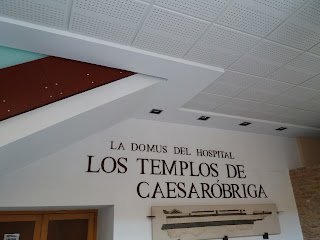 LA DOMUS DEL HOSPITAL
LOS TEMPLOS DE
CAESARÓBRIGA